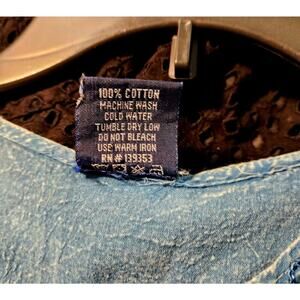 100% COTTON
MACHINE WASH
COLD WATER
TUMBLE DRY LOW
DO NOT BLEACH
USE WARM IRON
RN # 139353